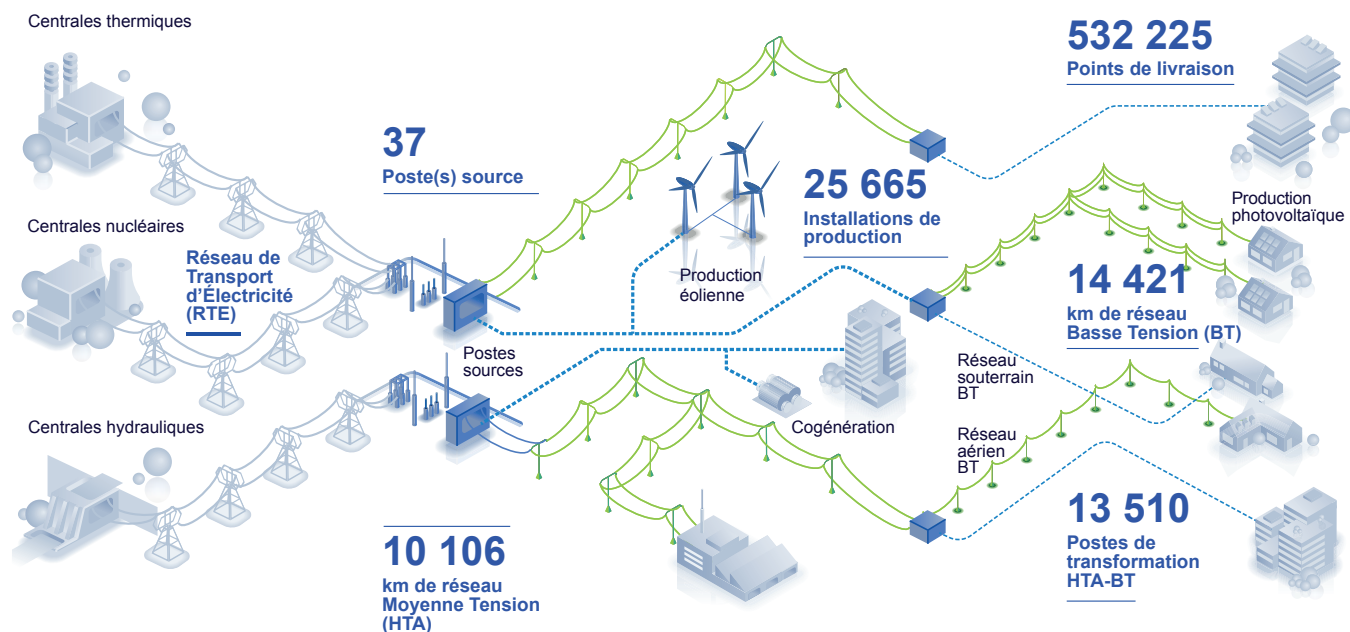 Centrales thermiques
532 225
Points de livraison
37
Poste(s) source
25 665
Installations de
production
Production
photovoltaïque
Centrales nucléaires
Réseau de
Transport
d’Électricité
(RTE)
Production
éolienne
14 421
km de réseau
Basse Tension (BT)
Postes
sources
Réseau
souterrain
BT
Centrales hydrauliques
Cogénération
Réseau
aérien
BT
10 106
km de réseau
Moyenne Tension
(HTA)
13 510
Postes de
transformation
HTA-BT